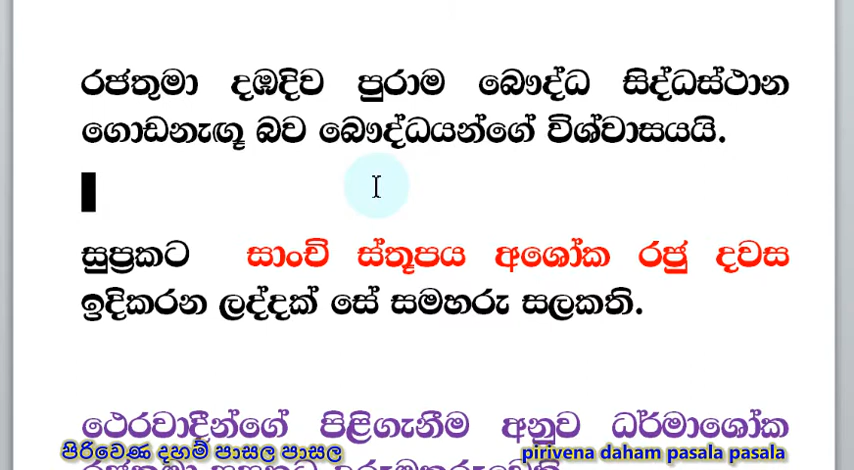 රජතුමා දඹදිව පුරාම බෞද්ධ සිද්ධස්ථාන
ගොඩනැඟූ බව බෞද්ධයන්ගේ විශ්වාසයයි.
සුප්‍රකට සාංචි ස්තූපය අශෝක රජු දවස
ඉදිකරන ලද්දක් සේ සමහරු සලකති.
ථෙරවාදීන්ගේ පිළිගැනීම අනුව ධර්මාශෝක
පිරිවෙණ දහම් පාසල පාසල
pirivena daham pasala pasala